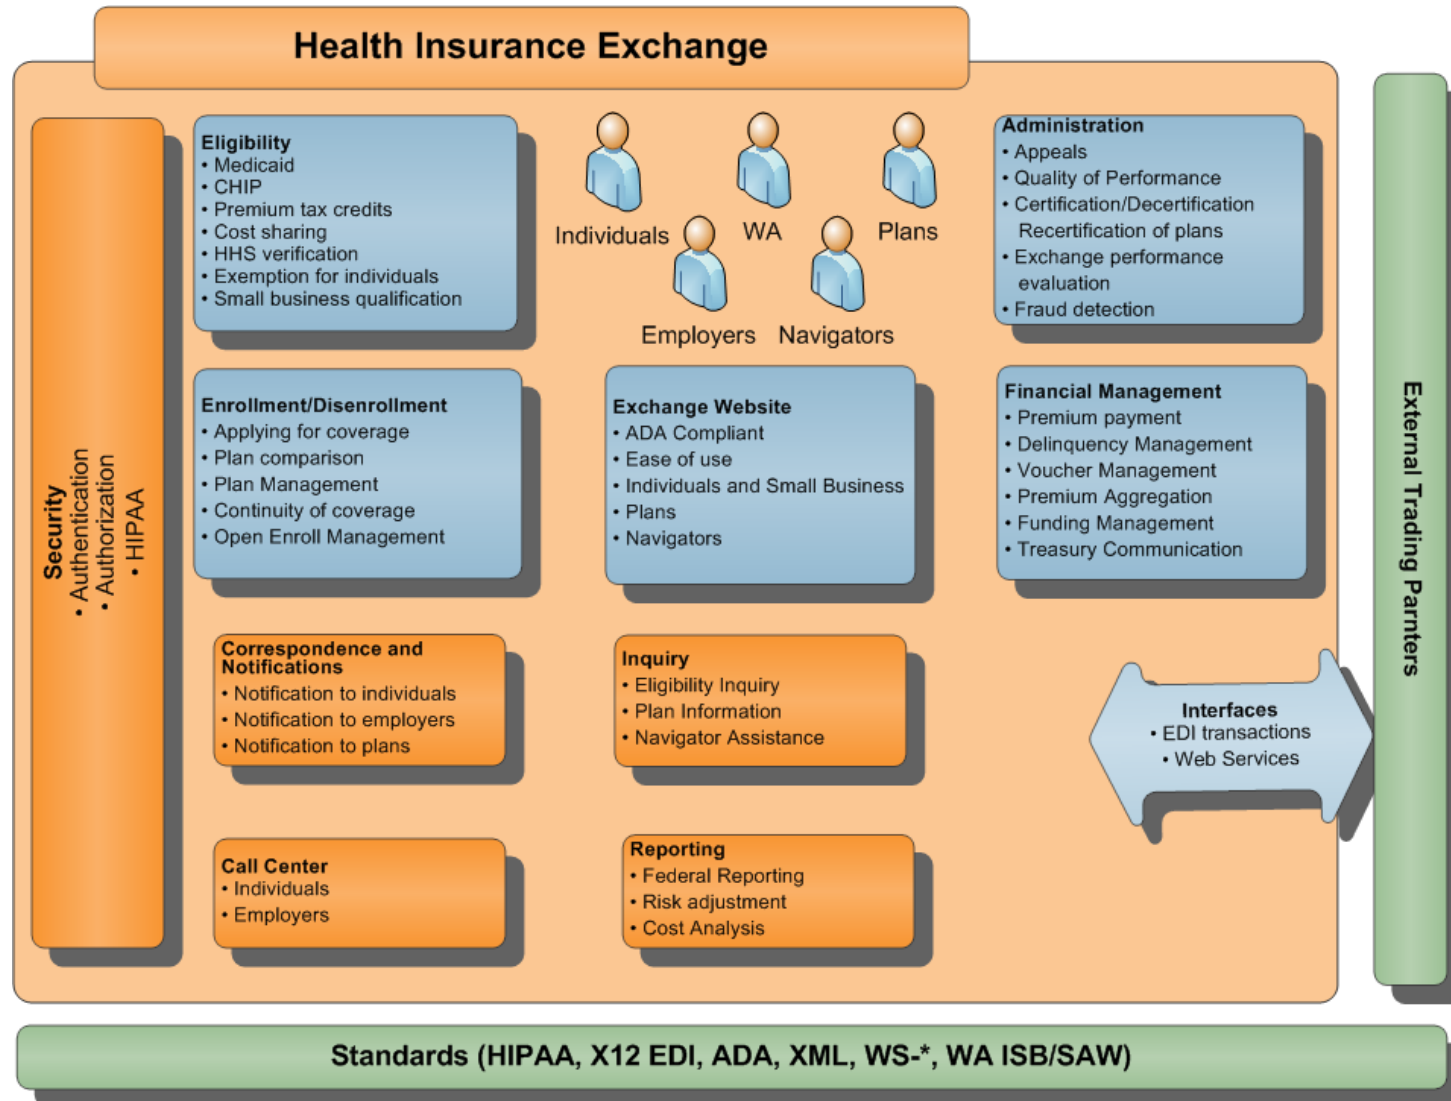 Health Insurance Exchange
Security
• Authentication
• Authorization
• HIPAA
Eligibility
• Medicaid
• CHIP
• Premium tax credits
• Cost sharing
• HHS verification
• Exemption for individuals
• Small business qualification
Individuals
WA
Plans
Employers
Navigators
Administration
• Appeals
• Quality of Performance
• Certification/Decertification
Recertification of plans
• Exchange performance
evaluation
• Fraud detection
Enrollment/Disenrollment
• Applying for coverage
• Plan comparison
• Plan Management
• Continuity of coverage
• Open Enroll Management
Exchange Website
• ADA Compliant
• Ease of use
• Individuals and Small Business
• Plans
• Navigators
Financial Management
• Premium payment
• Delinquency Management
• Voucher Management
• Premium Aggregation
• Funding Management
• Treasury Communication
Correspondence and
Notifications
• Notification to individuals
• Notification to employers
• Notification to plans
Inquiry
• Eligibility Inquiry
• Plan Information
• Navigator Assistance
Interfaces
• EDI transactions
• Web Services
Call Center
• Individuals
• Employers
Reporting
• Federal Reporting
• Risk adjustment
• Cost Analysis
External Trading Parnters
Standards (HIPAA, X12 EDI, ADA, XML, WS-*, WA ISB/SAW)